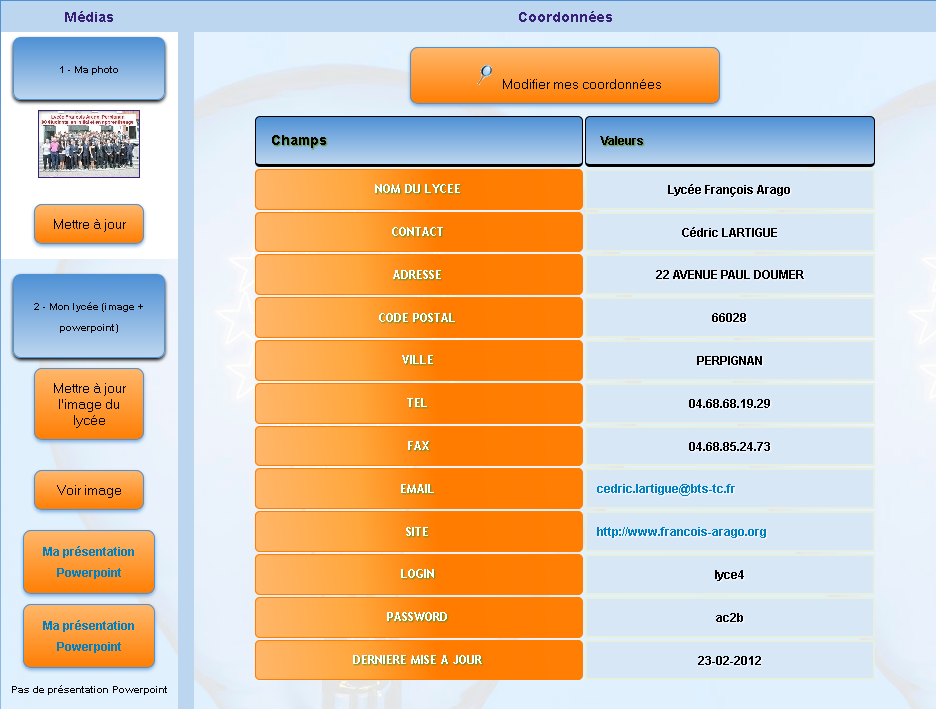 Médias
Coordonnées
1 - Ma photo
Lycée François Arago, Perpignan
Mettre à jour
2 - Mon lycée (image +
powerpoint)
Mettre à jour
l'image du
lycée
Voir image
Ma présentation
Powerpoint
Ma présentation
Powerpoint
Pas de présentation Powerpoint
Modifier mes coordonnées
Champs Valeurs
NOM DU LYCEE Lycée François Arago
CONTACT Cédric LARTIGUE
ADRESSE 22 AVENUE PAUL DOUMER
CODE POSTAL 66028
VILLE PERPIGNAN
TEL 04.68.68.19.29
FAX 04.68.85.24.73
EMAIL cedric.lartigue@bts-tc.fr
SITE http://www.francois-arago.org
LOGIN lyce4
PASSWORD ac2b
DERNIERE MISE A JOUR 23-02-2012